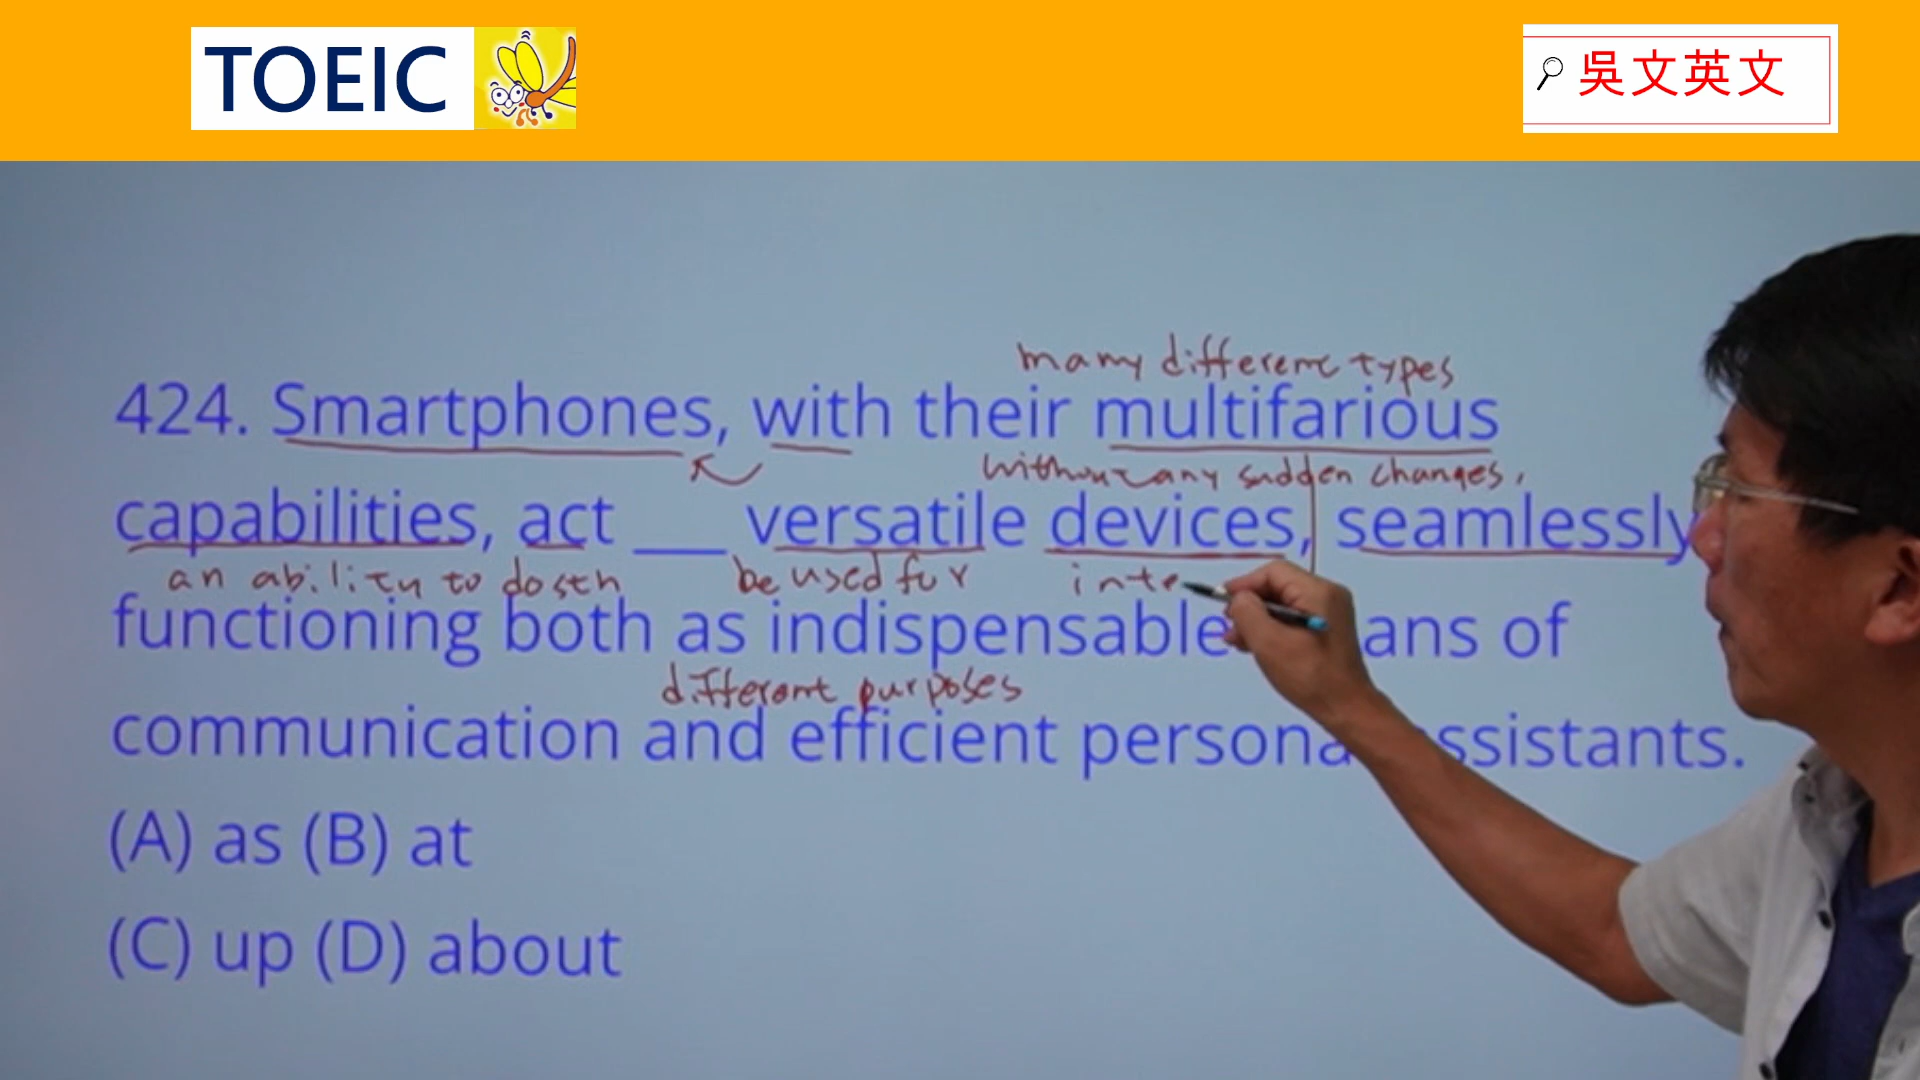 TOEIC
吳文英文
many different types
424. Smartphones, with their multifarious
without any sudden changes,
capabilities, act ___ versatile devices, seamlessly
an ability to do sth be used for inte
functioning both as indispensable ans of
different purposes
communication and efficient persona ssistants.
(A) as (B) at
(C) up (D) about